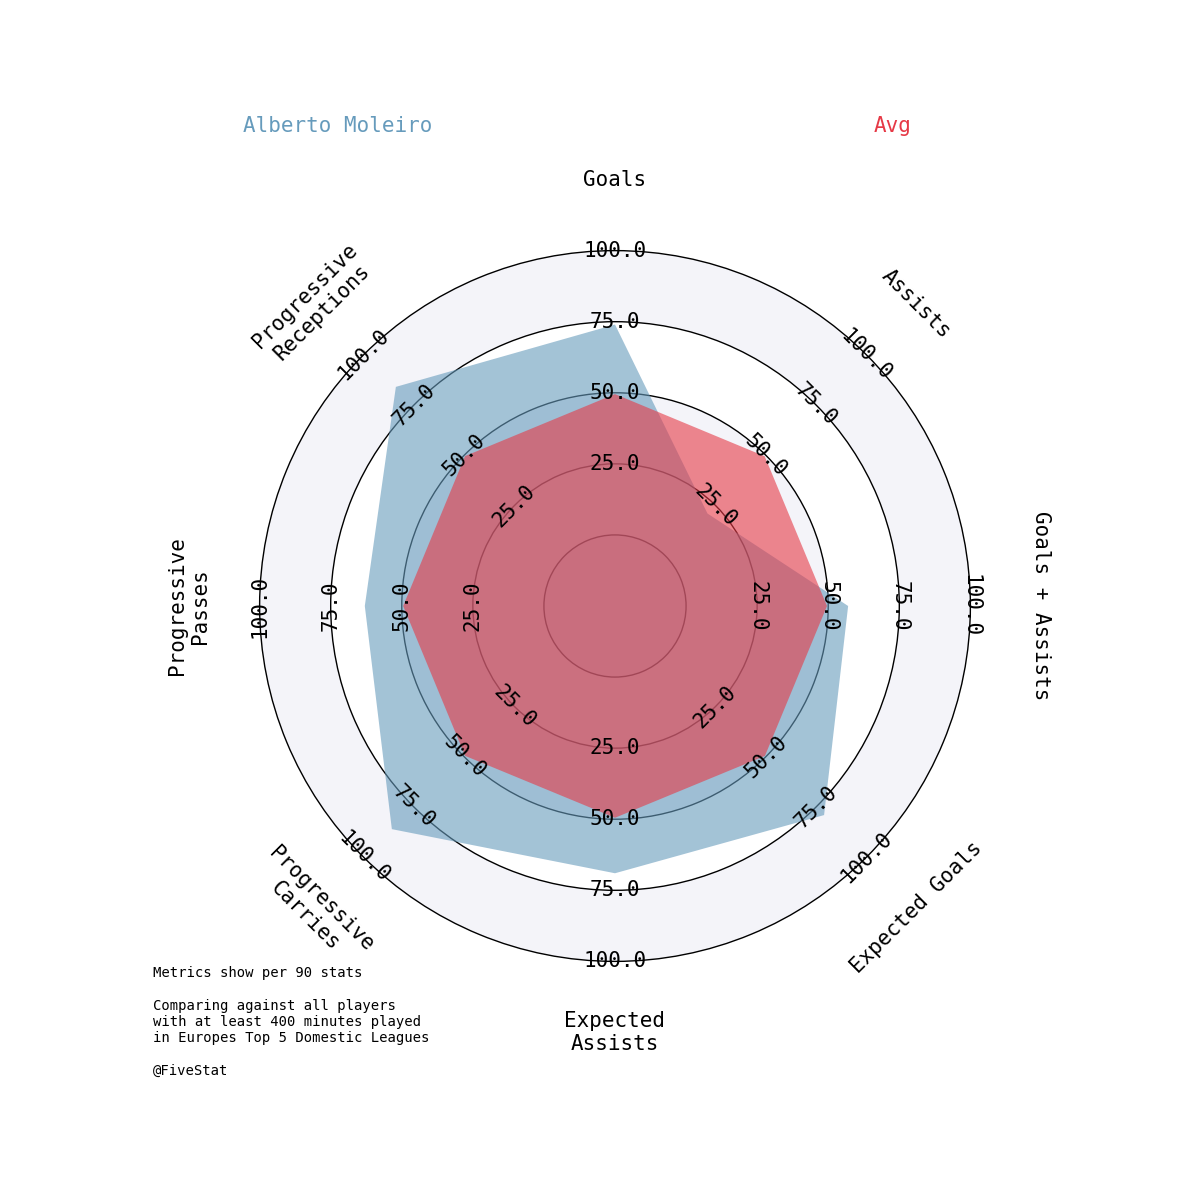 Alberto Moleiro
Avg
Goals
Assists
Goals + Assists
Expected Goals
Expected
Assists
Progressive
Carries
Progressive
Passes
Progressive
Receptions
25.0
50.0
75.0
100.0
25.0
50.0
75.0
100.0
25.0
50.0
75.0
100.0
25.0
50.0
75.0
100.0
25.0
50.0
75.0
100.0
25.0
50.0
75.0
100.0
25.0
50.0
75.0
100.0
25.0
50.0
75.0
100.0
Metrics show per 90 stats
Comparing against all players
with at least 400 minutes played
in Europes Top 5 Domestic Leagues
@FiveStat